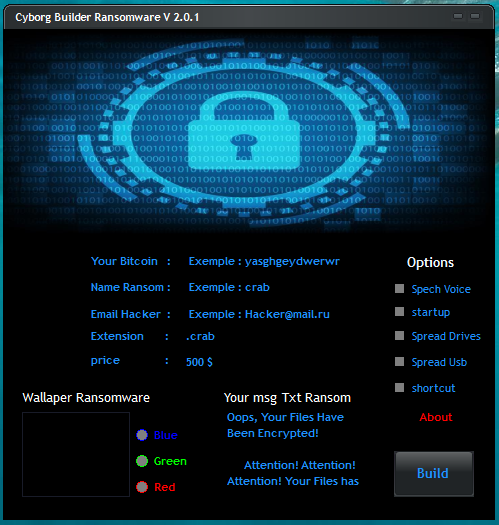 Cyborg Builder Ransomware V 2.0.1
Your Bitcoin : Exemple : yasghgeydwerwr
Name Ransom : Exemple : crab
Email Hacker : Exemple : Hacker@mail.ru
Extension : .crab
price : 500 $
Options
Spech Voice
startup
Spread Drives
Spread Usb
shortcut
About
Wallaper Ransomware
Blue
Green
Red
Your msg Txt Ransom
Oops, Your Files Have
Been Encrypted!
Attention! Attention!
Attention! Your Files has
Build